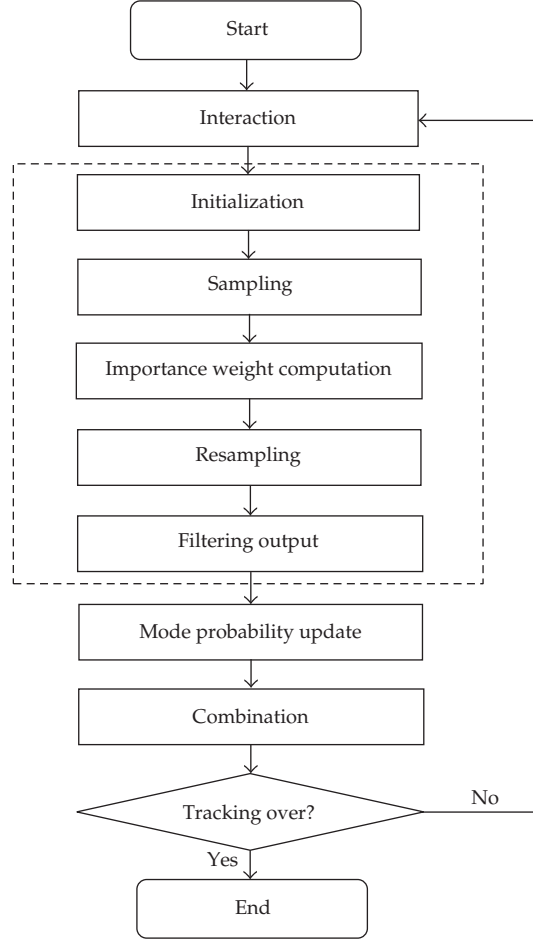 Start
Interaction
Initialization
Sampling
Importance weight computation
Resampling
Filtering output
Mode probability update
Combination
Tracking over?
No
Yes
End